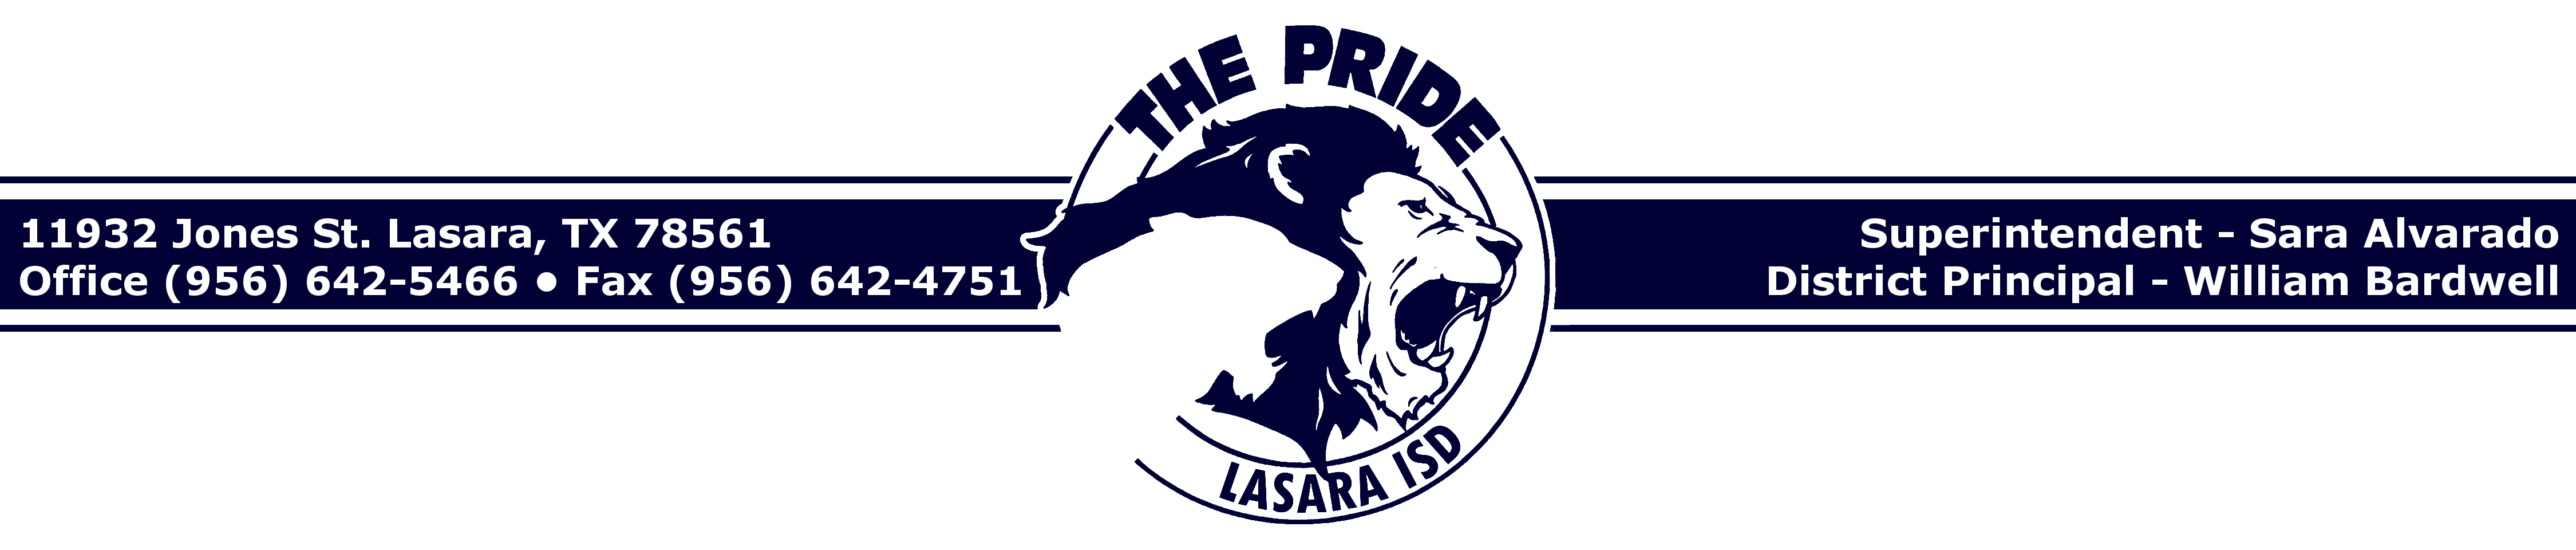 THE PRIDE
11932 Jones St. Lasara, TX 78561
Office (956) 642-5466 • Fax (956) 642-4751
Superintendent - Sara Alvarado
District Principal - William Bardwell
LASARA ISD